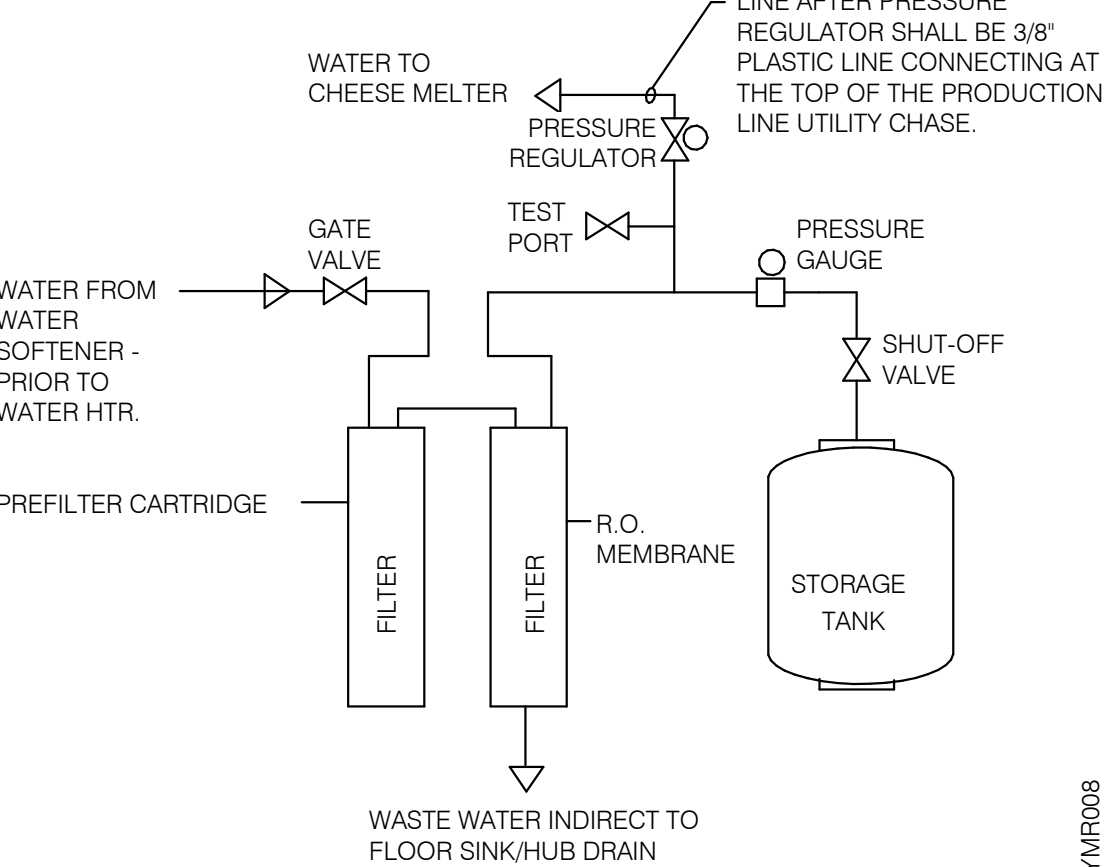 LINE AFTER PRESSURE
REGULATOR SHALL BE 3/8"
PLASTIC LINE CONNECTING AT
THE TOP OF THE PRODUCTION
LINE UTILITY CHASE.
WATER TO
CHEESE MELTER
PRESSURE
REGULATOR
TEST
PORT
PRESSURE
GAUGE
GATE
VALVE
WATER FROM
WATER
SOFTENER -
PRIOR TO
WATER HTR.
SHUT-OFF
VALVE
PREFILTER CARTRIDGE
FILTER
FILTER
R.O.
MEMBRANE
STORAGE
TANK
WASTE WATER INDIRECT TO
FLOOR SINK/HUB DRAIN
YMR008